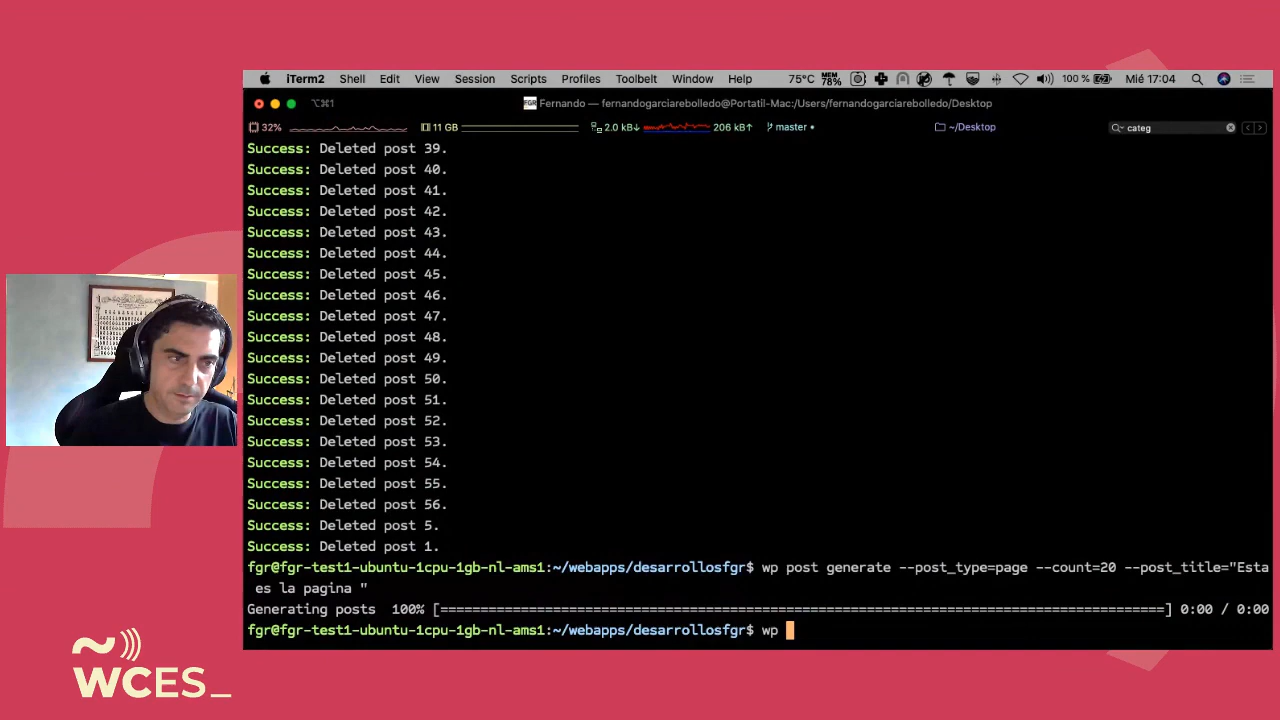 iTerm2 Shell Edit View Session Scripts Profiles Toolbelt Window Help 75°C MEM 78% 100 % Mié 17:04
⌥⌘1 FGR Fernando — fernandogarciarebolledo@Portatil-Mac:/Users/fernandogarciarebolledo/Desktop
32% 11 GB 2.0 kB↓ 206 kB↑ master • ~/Desktop categ
Success: Deleted post 39.
Success: Deleted post 40.
Success: Deleted post 41.
Success: Deleted post 42.
Success: Deleted post 43.
Success: Deleted post 44.
Success: Deleted post 45.
Success: Deleted post 46.
Success: Deleted post 47.
Success: Deleted post 48.
Success: Deleted post 49.
Success: Deleted post 50.
Success: Deleted post 51.
Success: Deleted post 52.
Success: Deleted post 53.
Success: Deleted post 54.
Success: Deleted post 55.
Success: Deleted post 56.
Success: Deleted post 5.
Success: Deleted post 1.
fgr@fgr-test1-ubuntu-1cpu-1gb-nl-ams1:~/webapps/desarrollosfgr$ wp post generate --post_type=page --count=20 --post_title="Esta
es la pagina "
Generating posts 100% [===========================================================================================] 0:00 / 0:00
fgr@fgr-test1-ubuntu-1cpu-1gb-nl-ams1:~/webapps/desarrollosfgr$ wp
WCES_